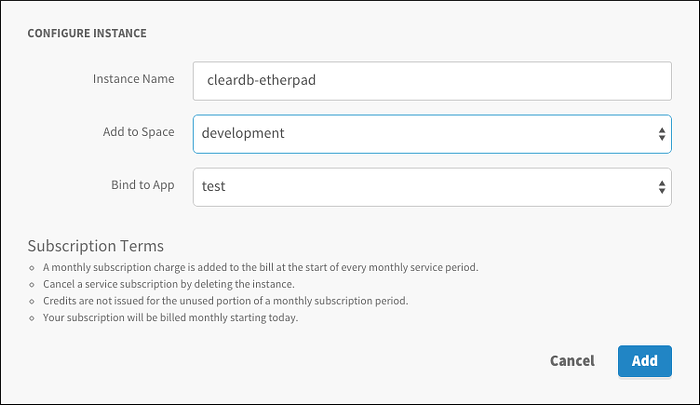 CONFIGURE INSTANCE
Instance Name cleardb-etherpad
Add to Space development
Bind to App test
Subscription Terms
A monthly subscription charge is added to the bill at the start of every monthly service period.
Cancel a service subscription by deleting the instance.
Credits are not issued for the unused portion of a monthly subscription period.
Your subscription will be billed monthly starting today.
Cancel Add